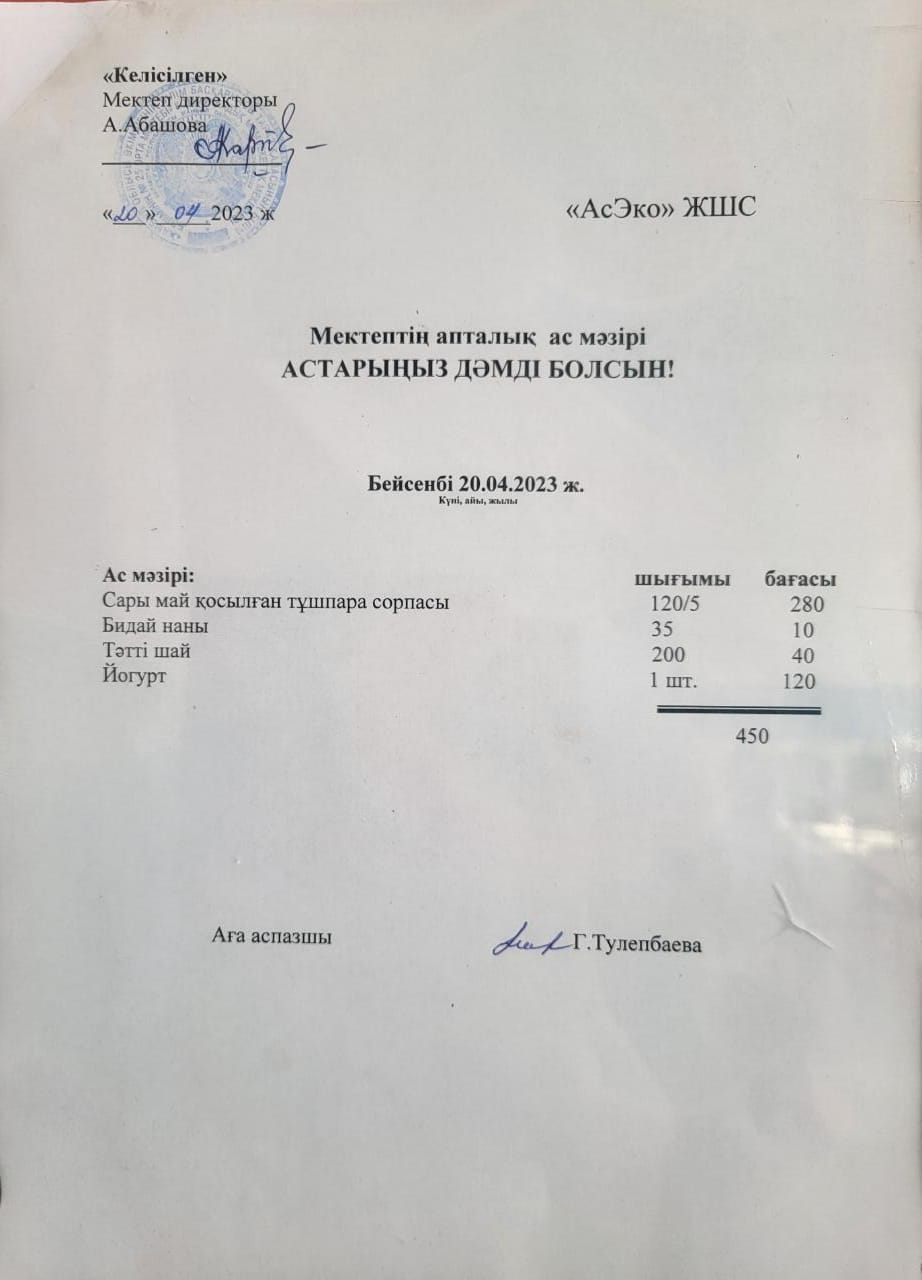 «Келісілген»
Мектеп директоры
А.Абашова
«20» 04 2023 ж
«АсЭко» ЖШС
Мектептің апталық ас мәзірі
АСТАРЫҢЫЗ ДӘМДІ БОЛСЫН!
Бейсенбі 20.04.2023 ж.
Күні, айы, жылы
Ас мәзірі: шығымы бағасы
Сары май қосылған тұшпара сорпасы 120/5 280
Бидай наны 35 10
Тәтті шай 200 40
Йогурт 1 шт. 120
450
Аға аспазшы Г.Тулепбаева